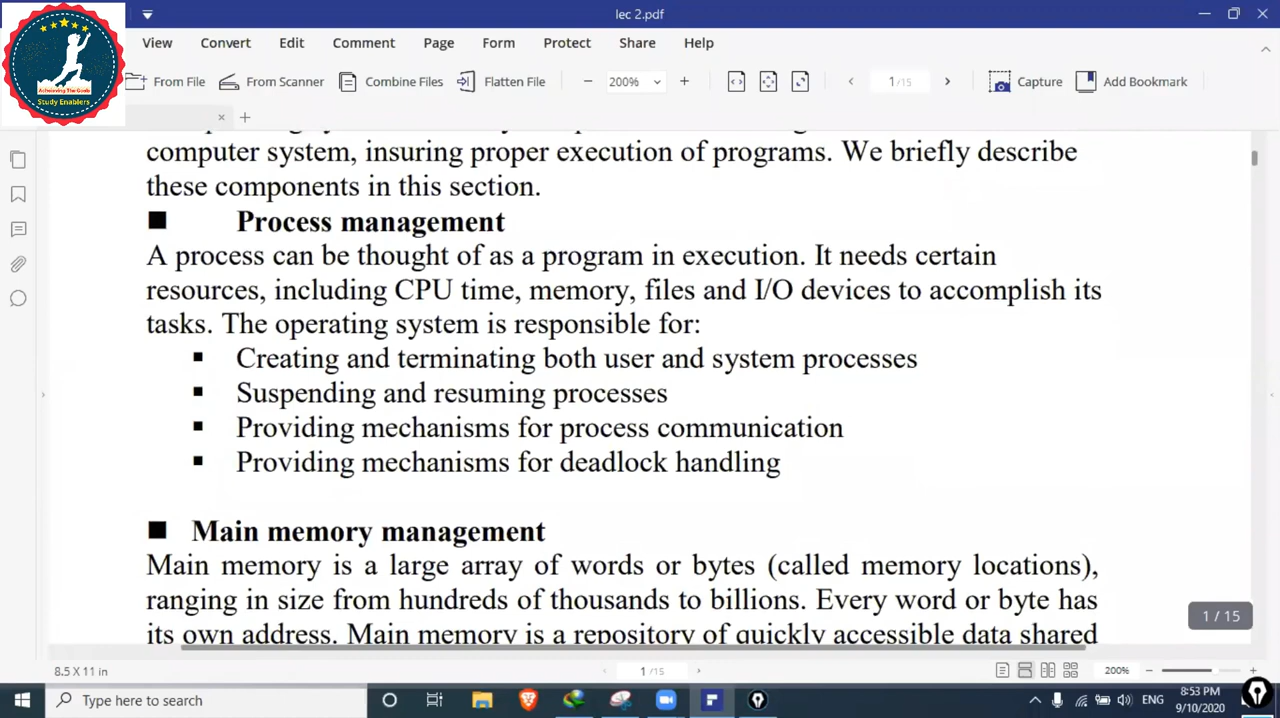 lec 2.pdf
View Convert Edit Comment Page Form Protect Share Help
From File From Scanner Combine Files Flatten File 200% 1/15 Capture Add Bookmark
Acheieving The Goals
Study Enablers
computer system, insuring proper execution of programs. We briefly describe
these components in this section.
Process management
A process can be thought of as a program in execution. It needs certain
resources, including CPU time, memory, files and I/O devices to accomplish its
tasks. The operating system is responsible for:
Creating and terminating both user and system processes
Suspending and resuming processes
Providing mechanisms for process communication
Providing mechanisms for deadlock handling
Main memory management
Main memory is a large array of words or bytes (called memory locations),
ranging in size from hundreds of thousands to billions. Every word or byte has
its own address. Main memory is a repository of quickly accessible data shared
1 / 15
8.5 X 11 in 1 /15 200%
Type here to search ENG 8:53 PM
9/10/2020